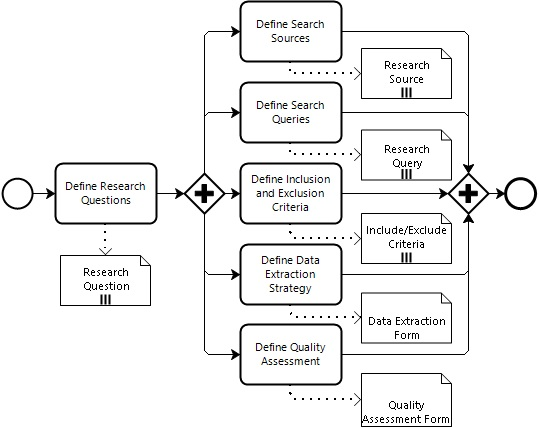 Define Search
Sources
Research
Source
Define Search
Queries
Research
Query
Define Research
Questions
Define Inclusion
and Exclusion
Criteria
Include/Exclude
Criteria
Research
Question
Define Data
Extraction
Strategy
Data Extraction
Form
Define Quality
Assessment
Quality
Assessment Form